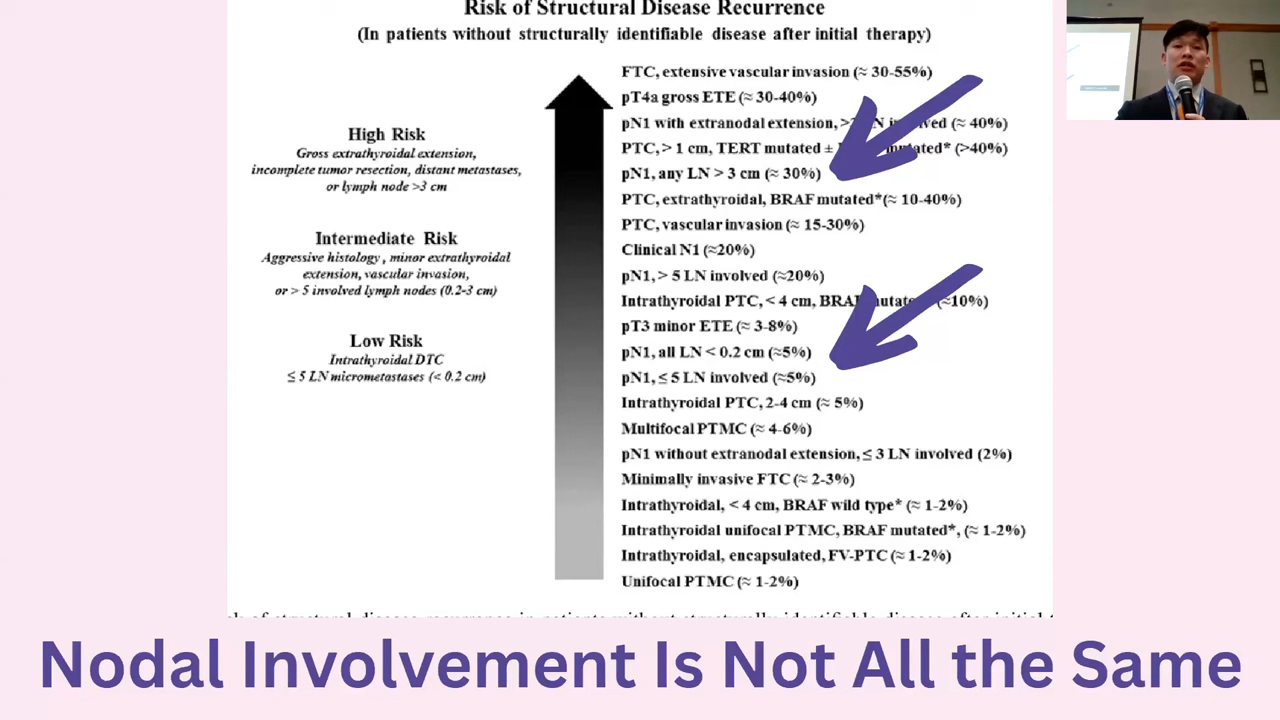 Risk of Structural Disease Recurrence
(In patients without structurally identifiable disease after initial therapy)
High Risk
Gross extrathyroidal extension,
incomplete tumor resection, distant metastases,
or lymph node >3 cm
Intermediate Risk
Aggressive histology, minor extrathyroidal
extension, vascular invasion,
or > 5 involved lymph nodes (0.2-3 cm)
Low Risk
Intrathyroidal DTC
≤ 5 LN micrometastases (< 0.2 cm)
FTC, extensive vascular invasion (≈ 30-55%)
pT4a gross ETE (≈ 30-40%)
pN1 with extranodal extension, LN (≈ 40%)
PTC, > 1 cm, TERT mutated ± mutated* (>40%)
pN1, any LN > 3 cm (≈ 30%)
PTC, extrathyroidal, BRAF mutated*(≈ 10-40%)
PTC, vascular invasion (≈ 15-30%)
Clinical N1 (≈20%)
pN1, > 5 LN involved (≈20%)
Intrathyroidal PTC, < 4 cm, (≈10%)
pT3 minor ETE (≈ 3-8%)
pN1, all LN < 0.2 cm (≈5%)
pN1, ≤ 5 LN involved (≈5%)
Intrathyroidal PTC, 2-4 cm (≈ 5%)
Multifocal PTMC (≈ 4-6%)
pN1 without extranodal extension, ≤ 3 LN involved (2%)
Minimally invasive FTC (≈ 2-3%)
Intrathyroidal, < 4 cm, BRAF wild type* (≈ 1-2%)
Intrathyroidal unifocal PTMC, BRAF mutated*, (≈ 1-2%)
Intrathyroidal, encapsulated, FV-PTC (≈ 1-2%)
Unifocal PTMC (≈ 1-2%)
Nodal Involvement Is Not All the Same